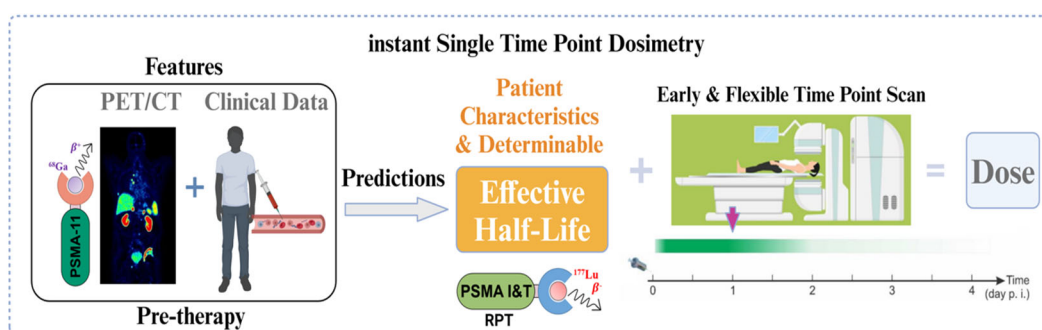 instant Single Time Point Dosimetry
Features
PET/CT
Clinical Data
⁶⁸Ga
β⁺
PSMA-11
+
Pre-therapy
Predictions
Patient
Characteristics
& Determinable
Effective
Half-Life
PSMA I&T
¹⁷⁷Lu
β⁻
RPT
+
Early & Flexible Time Point Scan
=
Dose
0 1 2 3 4 Time
(day p. i.)